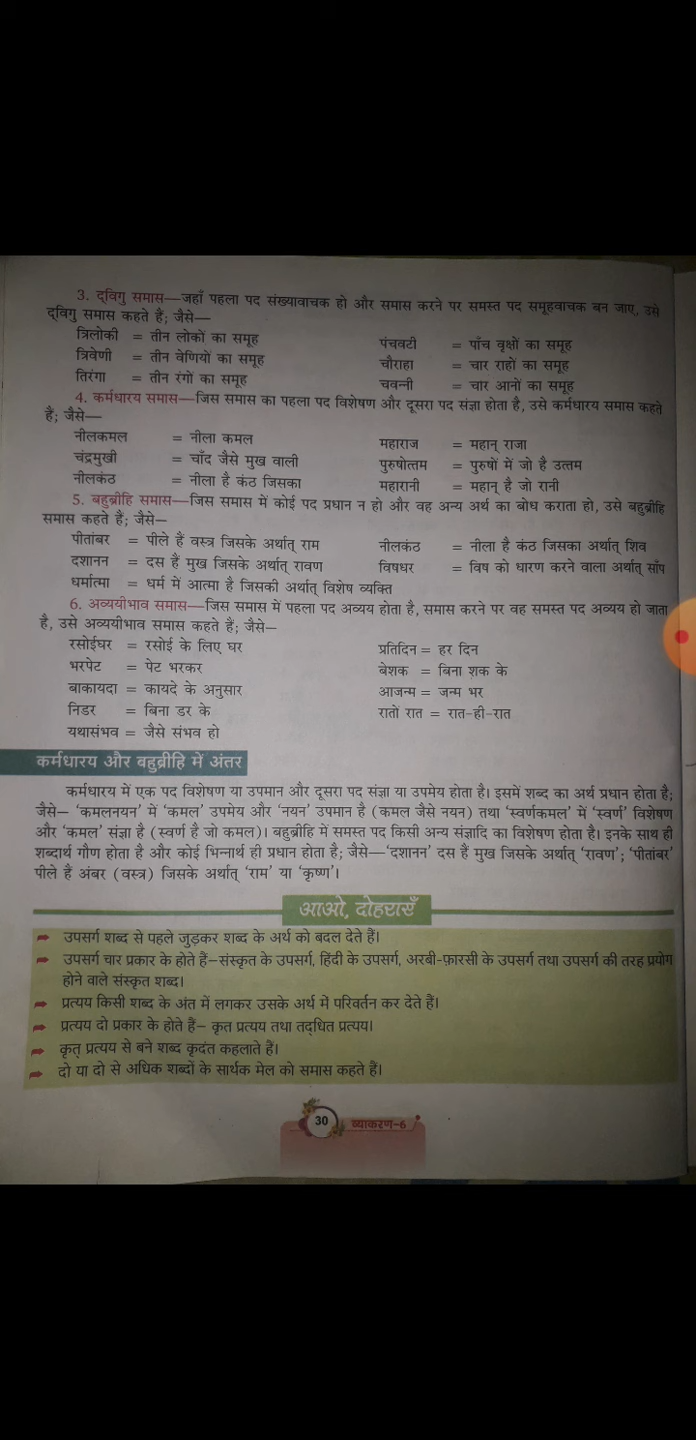 3. द्‌विगु समास—जहाँ पहला पद संख्यावाचक हो और समास करने पर समस्त पद समूहवाचक बन जाए, उसे
द्‌विगु समास कहते हैं; जैसे—
त्रिलोकी = तीन लोकों का समूह
पंचवटी = पाँच वृक्षों का समूह
त्रिवेणी = तीन वेणियों का समूह
चौराहा = चार राहों का समूह
तिरंगा = तीन रंगों का समूह
चवन्नी = चार आनों का समूह
4. कर्मधारय समास—जिस समास का पहला पद विशेषण और दूसरा पद संज्ञा होता है, उसे कर्मधारय समास कहते
हैं; जैसे—
नीलकमल = नीला कमल
महाराज = महान् राजा
चंद्रमुखी = चाँद जैसे मुख वाली
पुरुषोत्तम = पुरुषों में जो है उत्तम
नीलकंठ = नीला है कंठ जिसका
महारानी = महान् है जो रानी
5. बहुब्रीहि समास—जिस समास में कोई पद प्रधान न हो और वह अन्य अर्थ का बोध कराता हो, उसे बहुब्रीहि
समास कहते हैं; जैसे—
पीतांबर = पीले हैं वस्त्र जिसके अर्थात् राम
नीलकंठ = नीला है कंठ जिसका अर्थात् शिव
दशानन = दस हैं मुख जिसके अर्थात् रावण
विषधर = विष को धारण करने वाला अर्थात् साँप
धर्मात्मा = धर्म में आत्मा है जिसकी अर्थात् विशेष व्यक्ति
6. अव्ययीभाव समास—जिस समास में पहला पद अव्यय होता है, समास करने पर वह समस्त पद अव्यय हो जाता
है, उसे अव्ययीभाव समास कहते हैं; जैसे—
रसोईघर = रसोई के लिए घर
प्रतिदिन = हर दिन
भरपेट = पेट भरकर
बेशक = बिना शक के
बाकायदा = कायदे के अनुसार
आजन्म = जन्म भर
निडर = बिना डर के
रातों रात = रात-ही-रात
यथासंभव = जैसे संभव हो
कर्मधारय और बहुब्रीहि में अंतर
कर्मधारय में एक पद विशेषण या उपमान और दूसरा पद संज्ञा या उपमेय होता है। इसमें शब्द का अर्थ प्रधान होता है;
जैसे— ‘कमलनयन’ में ‘कमल’ उपमेय और ‘नयन’ उपमान है (कमल जैसे नयन) तथा ‘स्वर्णकमल’ में ‘स्वर्ण’ विशेषण
और ‘कमल’ संज्ञा है (स्वर्ण है जो कमल)। बहुब्रीहि में समस्त पद किसी अन्य संज्ञादि का विशेषण होता है। इनके साथ ही
शब्दार्थ गौण होता है और कोई भिन्नार्थ ही प्रधान होता है; जैसे—‘दशानन’ दस हैं मुख जिसके अर्थात् ‘रावण’; ‘पीतांबर’
पीले हैं अंबर (वस्त्र) जिसके अर्थात् ‘राम’ या ‘कृष्ण’।
आओ, दोहराएँ
उपसर्ग शब्द से पहले जुड़कर शब्द के अर्थ को बदल देते हैं।
उपसर्ग चार प्रकार के होते हैं—संस्कृत के उपसर्ग, हिंदी के उपसर्ग, अरबी-फ़ारसी के उपसर्ग तथा उपसर्ग की तरह प्रयोग
होने वाले संस्कृत शब्द।
प्रत्यय किसी शब्द के अंत में लगकर उसके अर्थ में परिवर्तन कर देते हैं।
प्रत्यय दो प्रकार के होते हैं— कृत प्रत्यय तथा तद्‌धित प्रत्यय।
कृत् प्रत्यय से बने शब्द कृदंत कहलाते हैं।
दो या दो से अधिक शब्दों के सार्थक मेल को समास कहते हैं।
30 व्याकरण-6